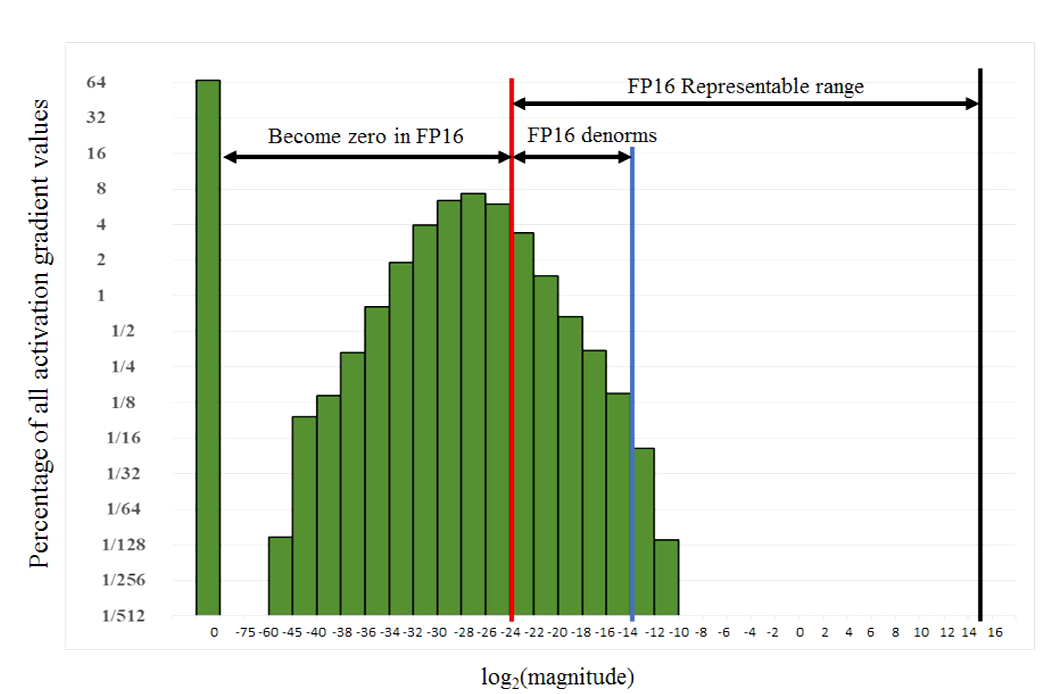 FP16 Representable range
Become zero in FP16
FP16 denorms
Percentage of all activation gradient values
64
32
16
8
4
2
1
1/2
1/4
1/8
1/16
1/32
1/64
1/128
1/256
1/512
0 -75 -60 -45 -40 -38 -36 -34 -32 -30 -28 -26 -24 -22 -20 -18 -16 -14 -12 -10 -8 -6 -4 -2 0 2 4 6 8 10 12 14 16
log2(magnitude)